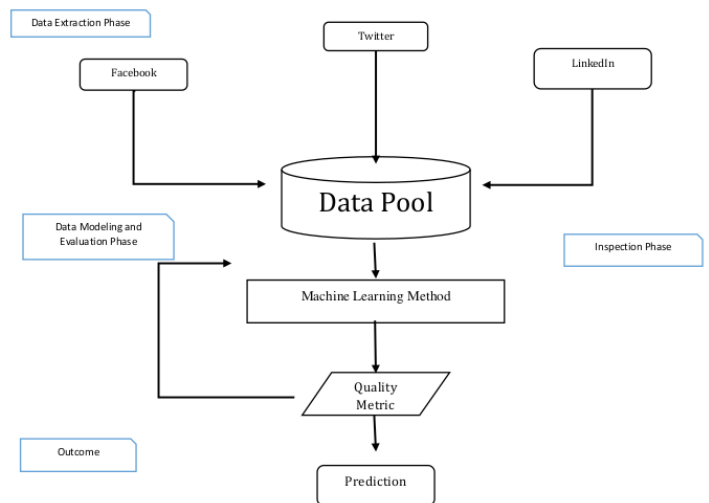 Data Extraction Phase
Twitter
Facebook
LinkedIn
Data Pool
Data Modeling and
Evaluation Phase
Inspection Phase
Machine Learning Method
Quality
Metric
Outcome
Prediction